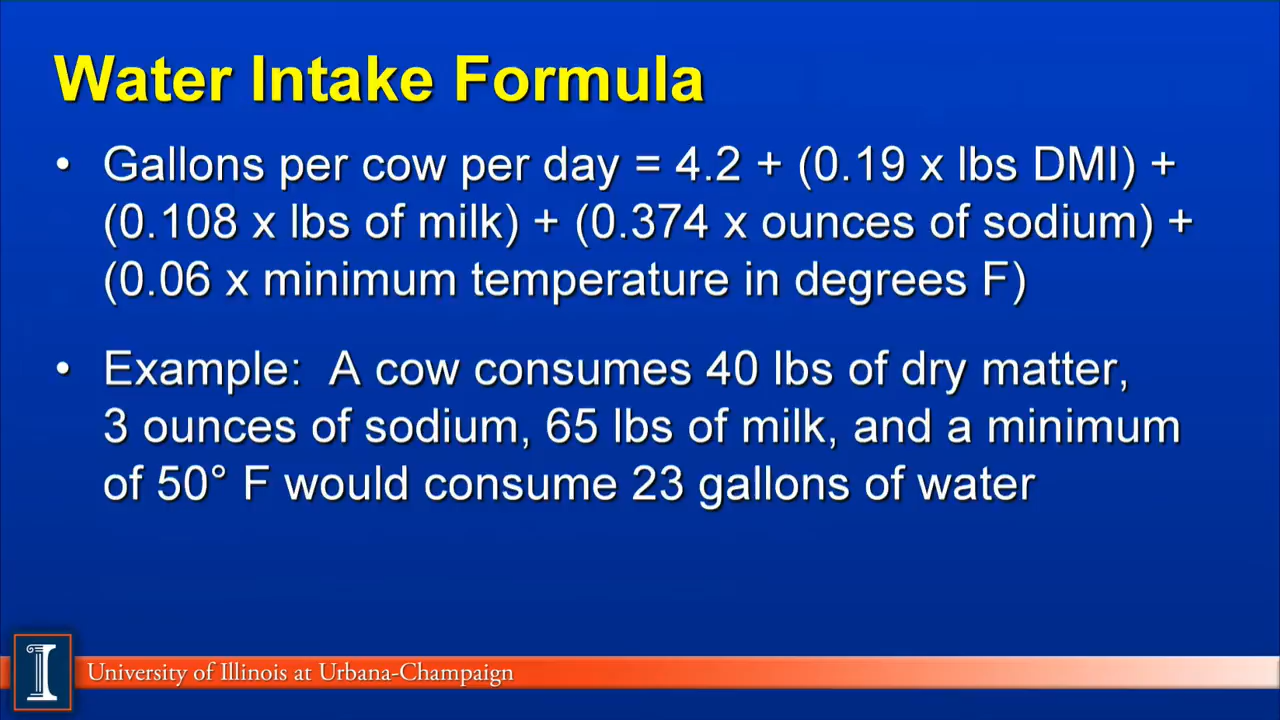 Water Intake Formula
• Gallons per cow per day = 4.2 + (0.19 x lbs DMI) +
(0.108 x lbs of milk) + (0.374 x ounces of sodium) +
(0.06 x minimum temperature in degrees F)
• Example: A cow consumes 40 lbs of dry matter,
3 ounces of sodium, 65 lbs of milk, and a minimum
of 50° F would consume 23 gallons of water
I
University of Illinois at Urbana-Champaign